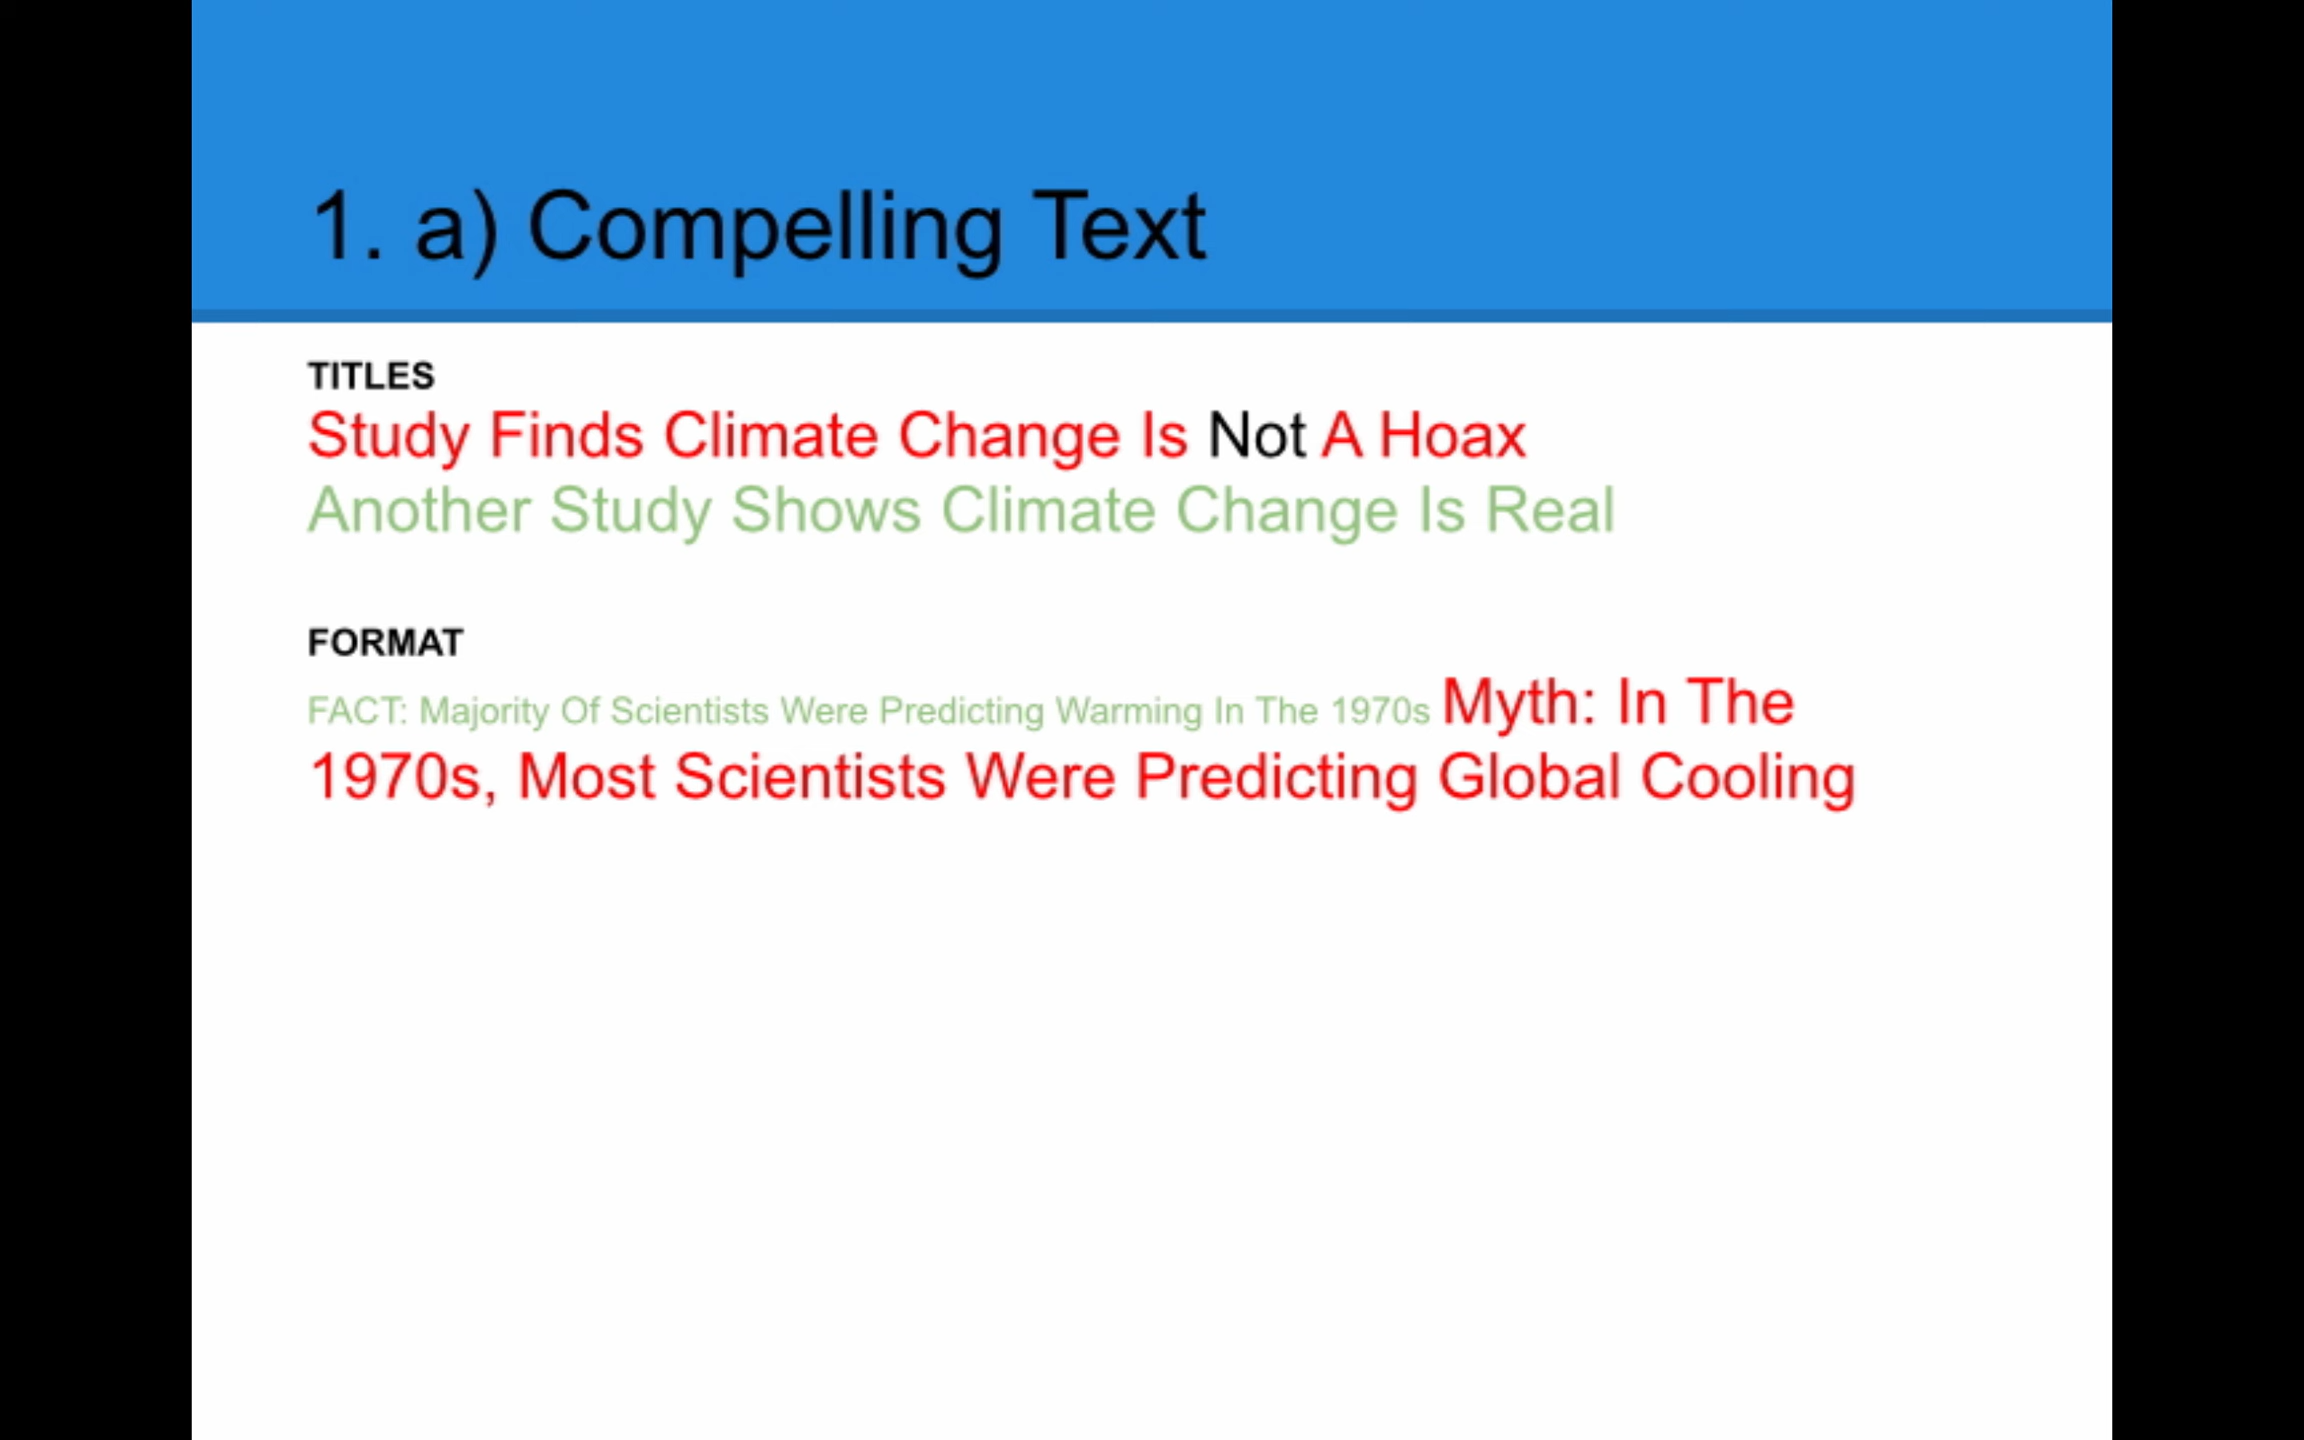 1. a) Compelling Text
TITLES
Study Finds Climate Change Is Not A Hoax
Another Study Shows Climate Change Is Real
FORMAT
FACT: Majority Of Scientists Were Predicting Warming In The 1970s Myth: In The
1970s, Most Scientists Were Predicting Global Cooling